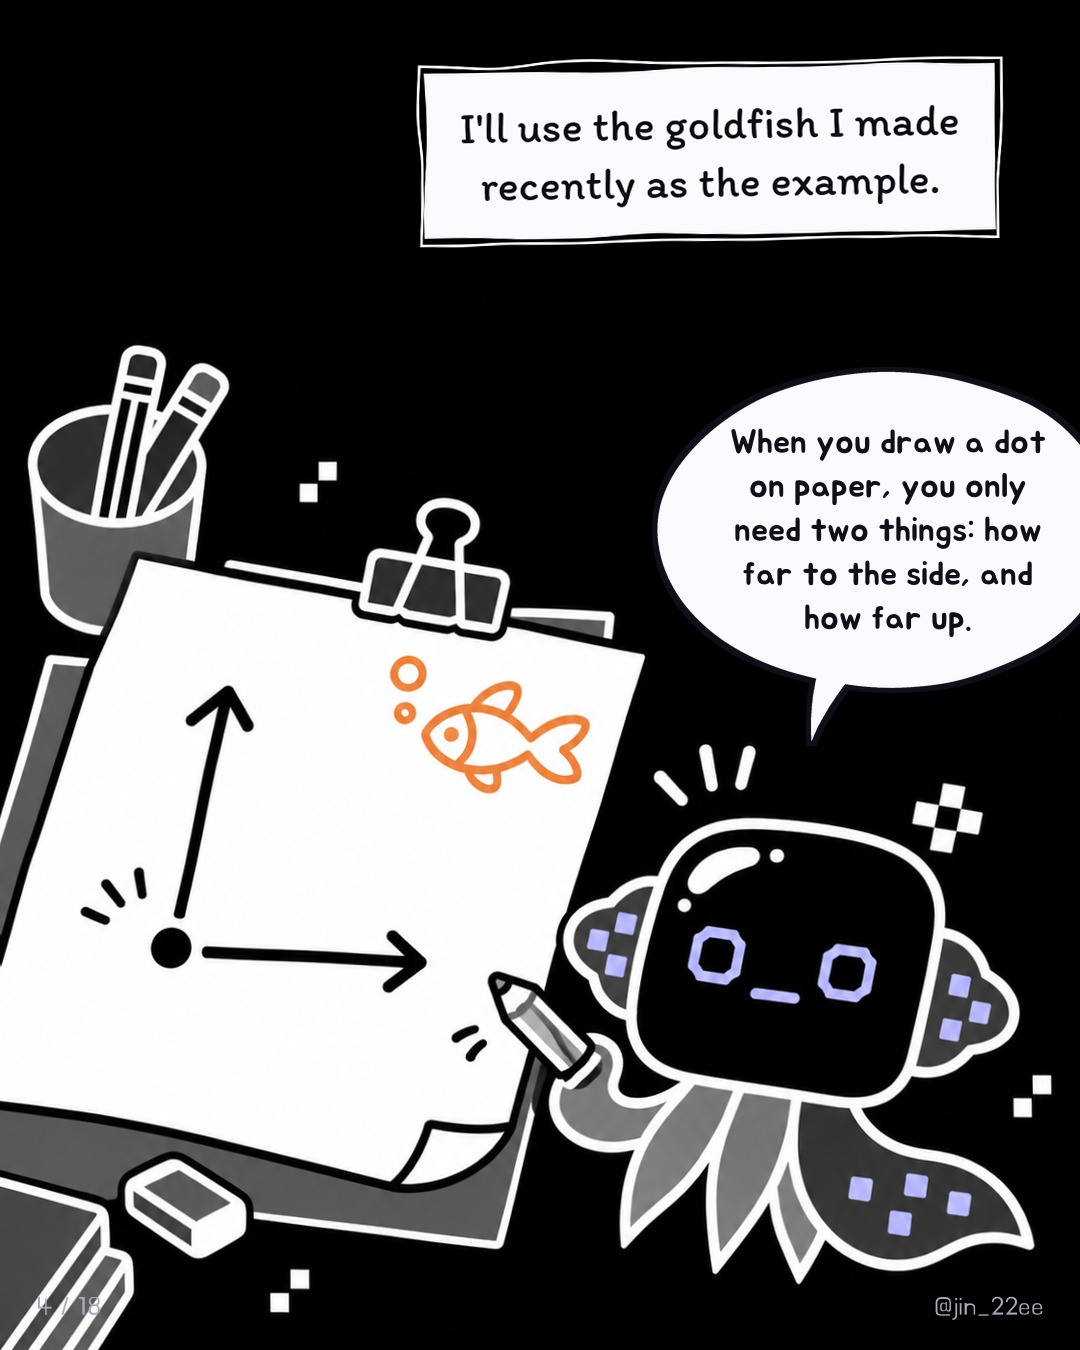 I'll use the goldfish I made
recently as the example.
When you draw a dot
on paper, you only
need two things: how
far to the side, and
how far up.
4 / 18
@jin_22ee